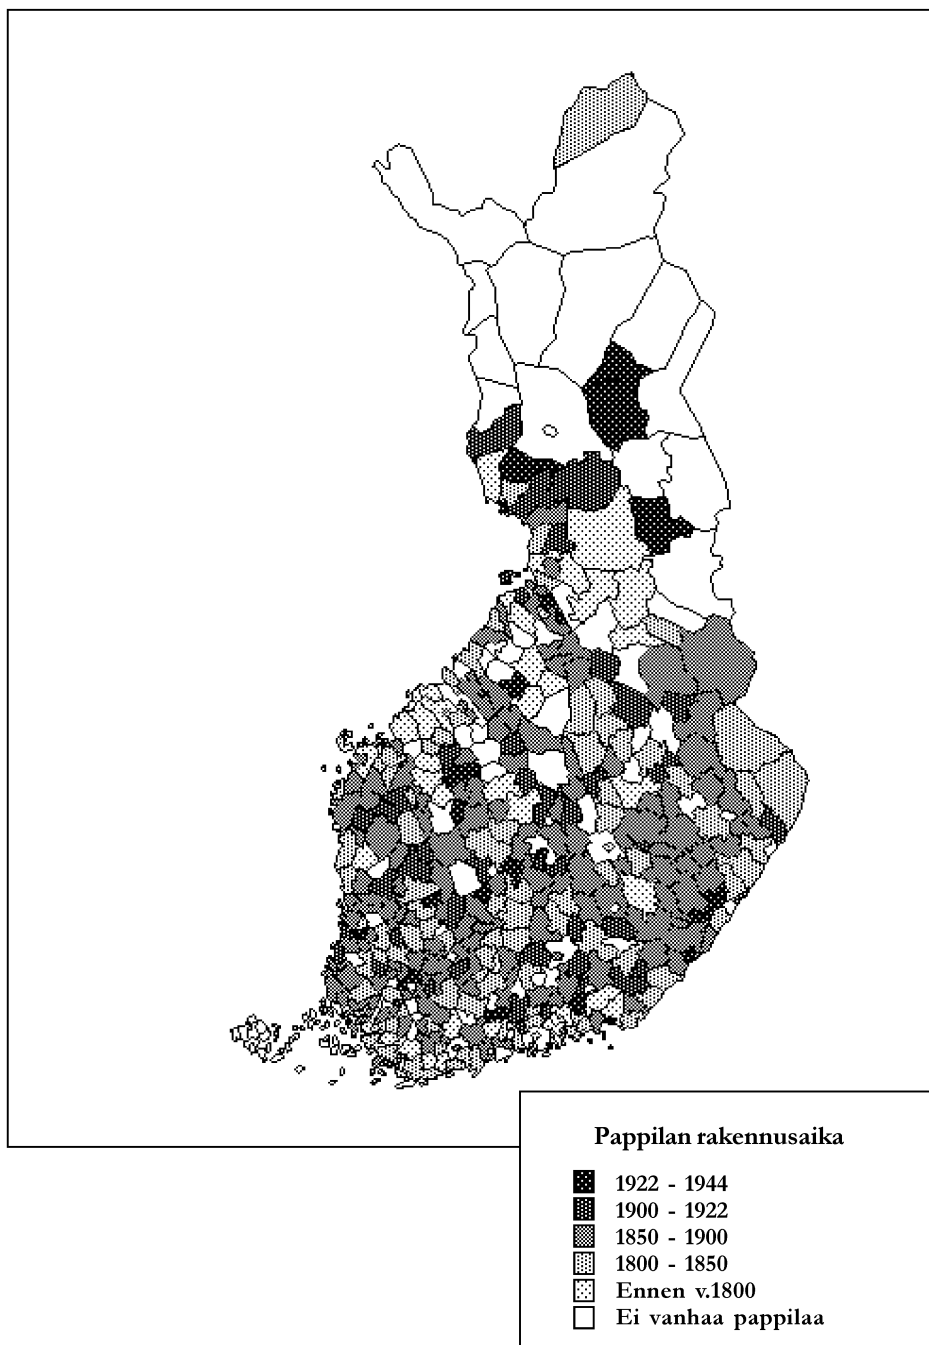 Pappilan rakennusaika
1922 - 1944
1900 - 1922
1850 - 1900
1800 - 1850
Ennen v.1800
Ei vanhaa pappilaa